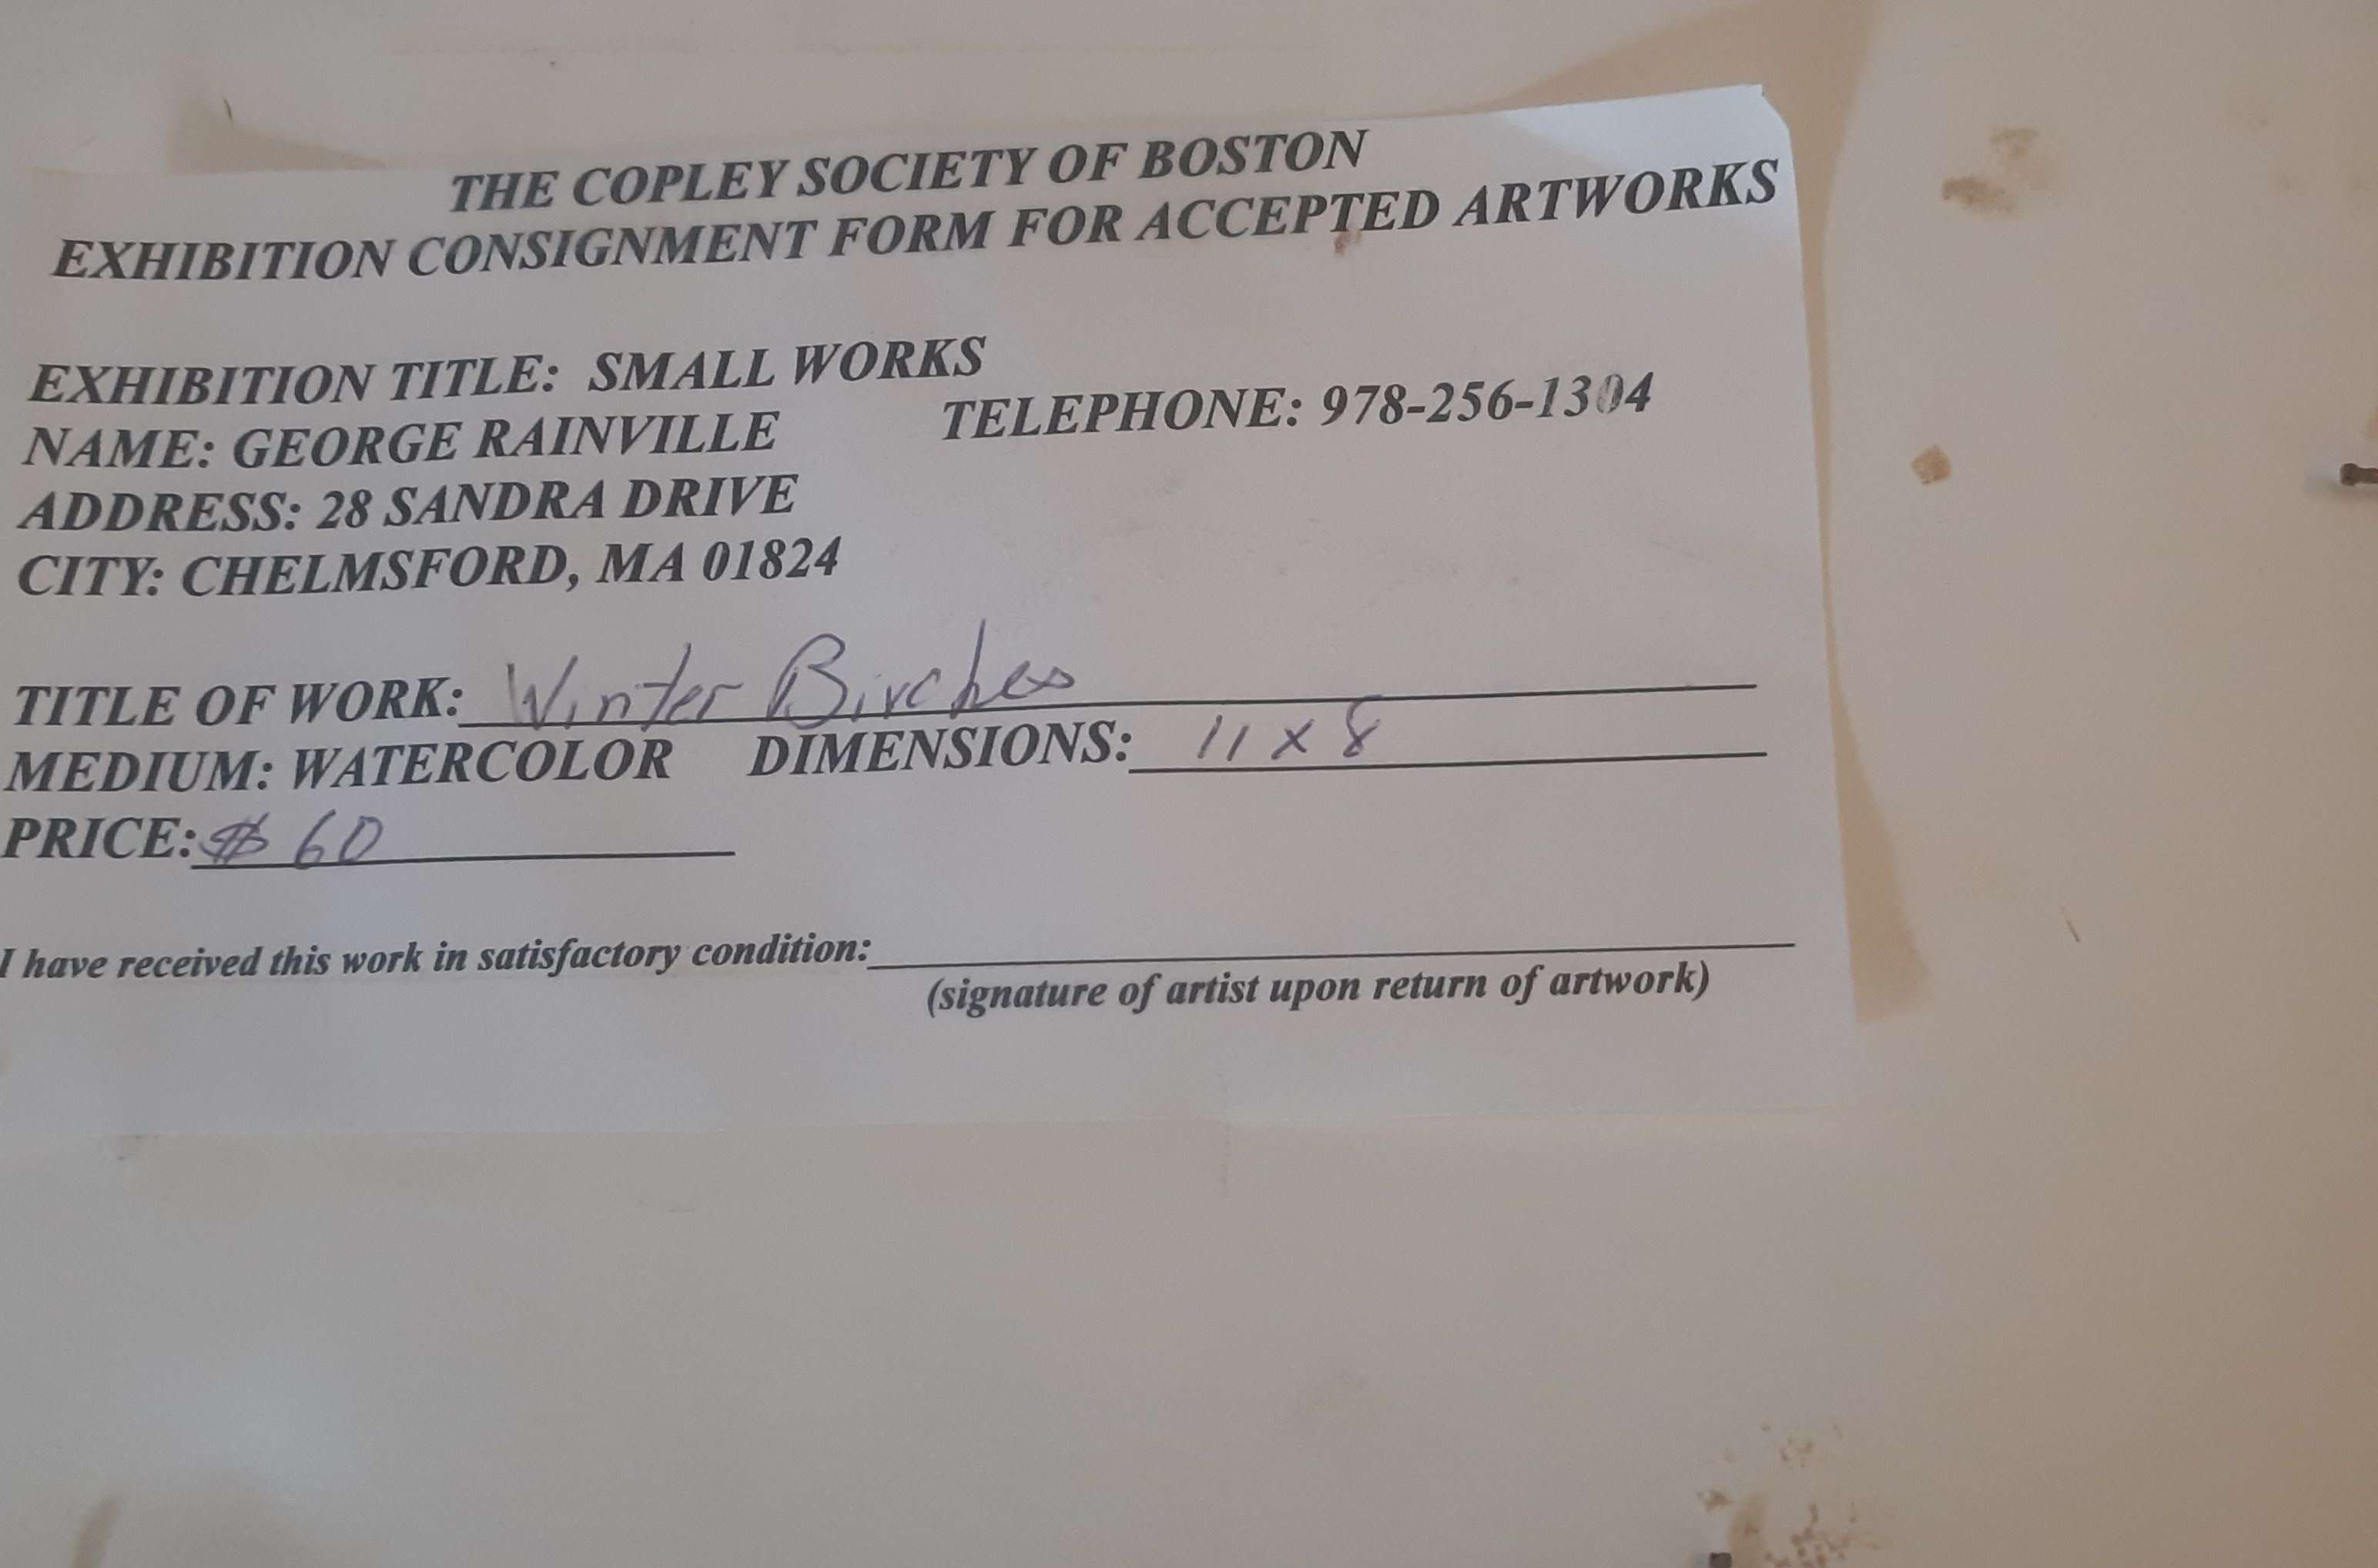 THE COPLEY SOCIETY OF BOSTON
EXHIBITION CONSIGNMENT FORM FOR ACCEPTED ARTWORKS
EXHIBITION TITLE: SMALL WORKS
NAME: GEORGE RAINVILLE TELEPHONE: 978-256-1304
ADDRESS: 28 SANDRA DRIVE
CITY: CHELMSFORD, MA 01824
TITLE OF WORK: Winter Birches
MEDIUM: WATERCOLOR DIMENSIONS: 11 x 8
PRICE: $ 60
I have received this work in satisfactory condition:
(signature of artist upon return of artwork)